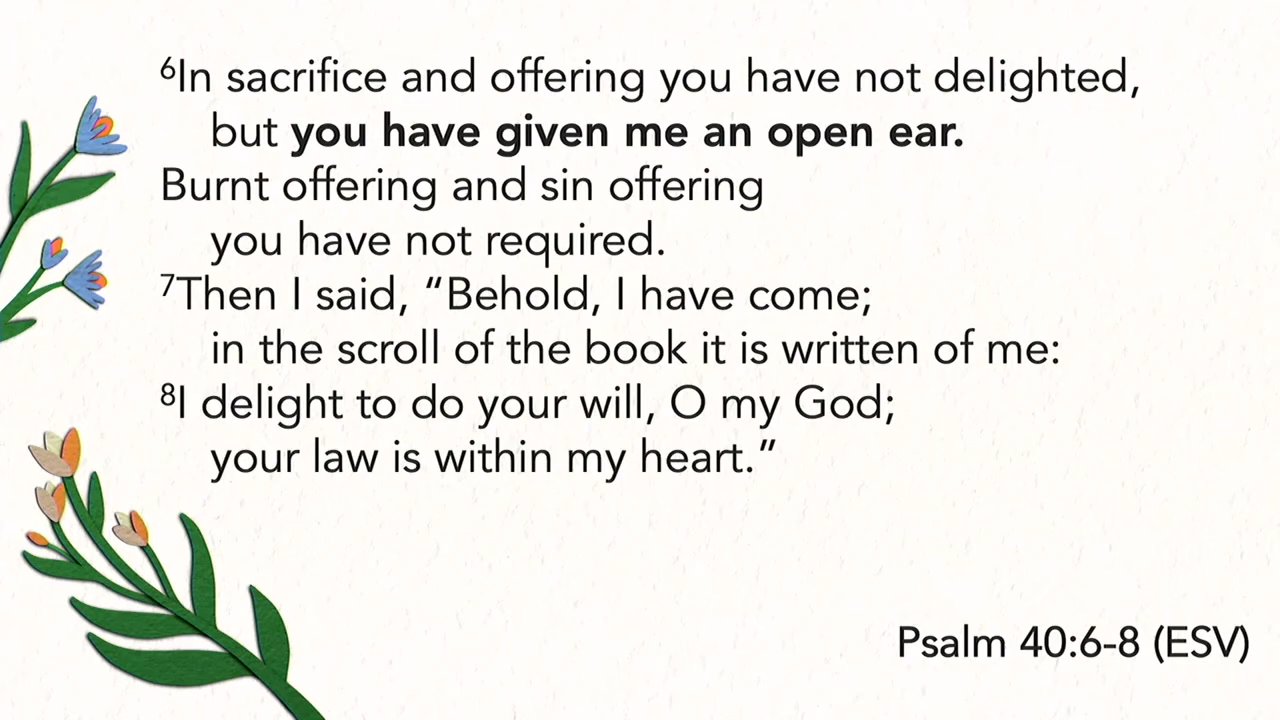 ⁶In sacrifice and offering you have not delighted,
but you have given me an open ear.
Burnt offering and sin offering
you have not required.
⁷Then I said, “Behold, I have come;
in the scroll of the book it is written of me:
⁸I delight to do your will, O my God;
your law is within my heart.”
Psalm 40:6-8 (ESV)